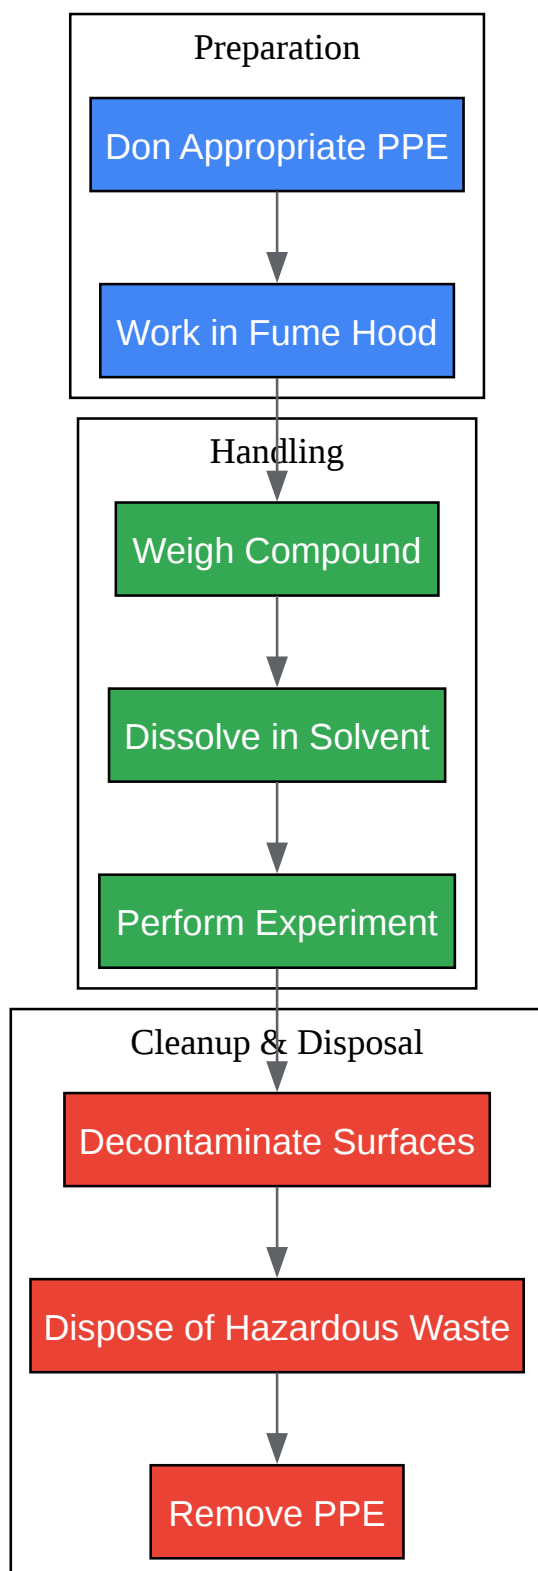 Preparation
Don Appropriate PPE
Work in Fume Hood
Handling
Weigh Compound
Dissolve in Solvent
Perform Experiment
Cleanup & Disposal
Decontaminate Surfaces
Dispose of Hazardous Waste
Remove PPE